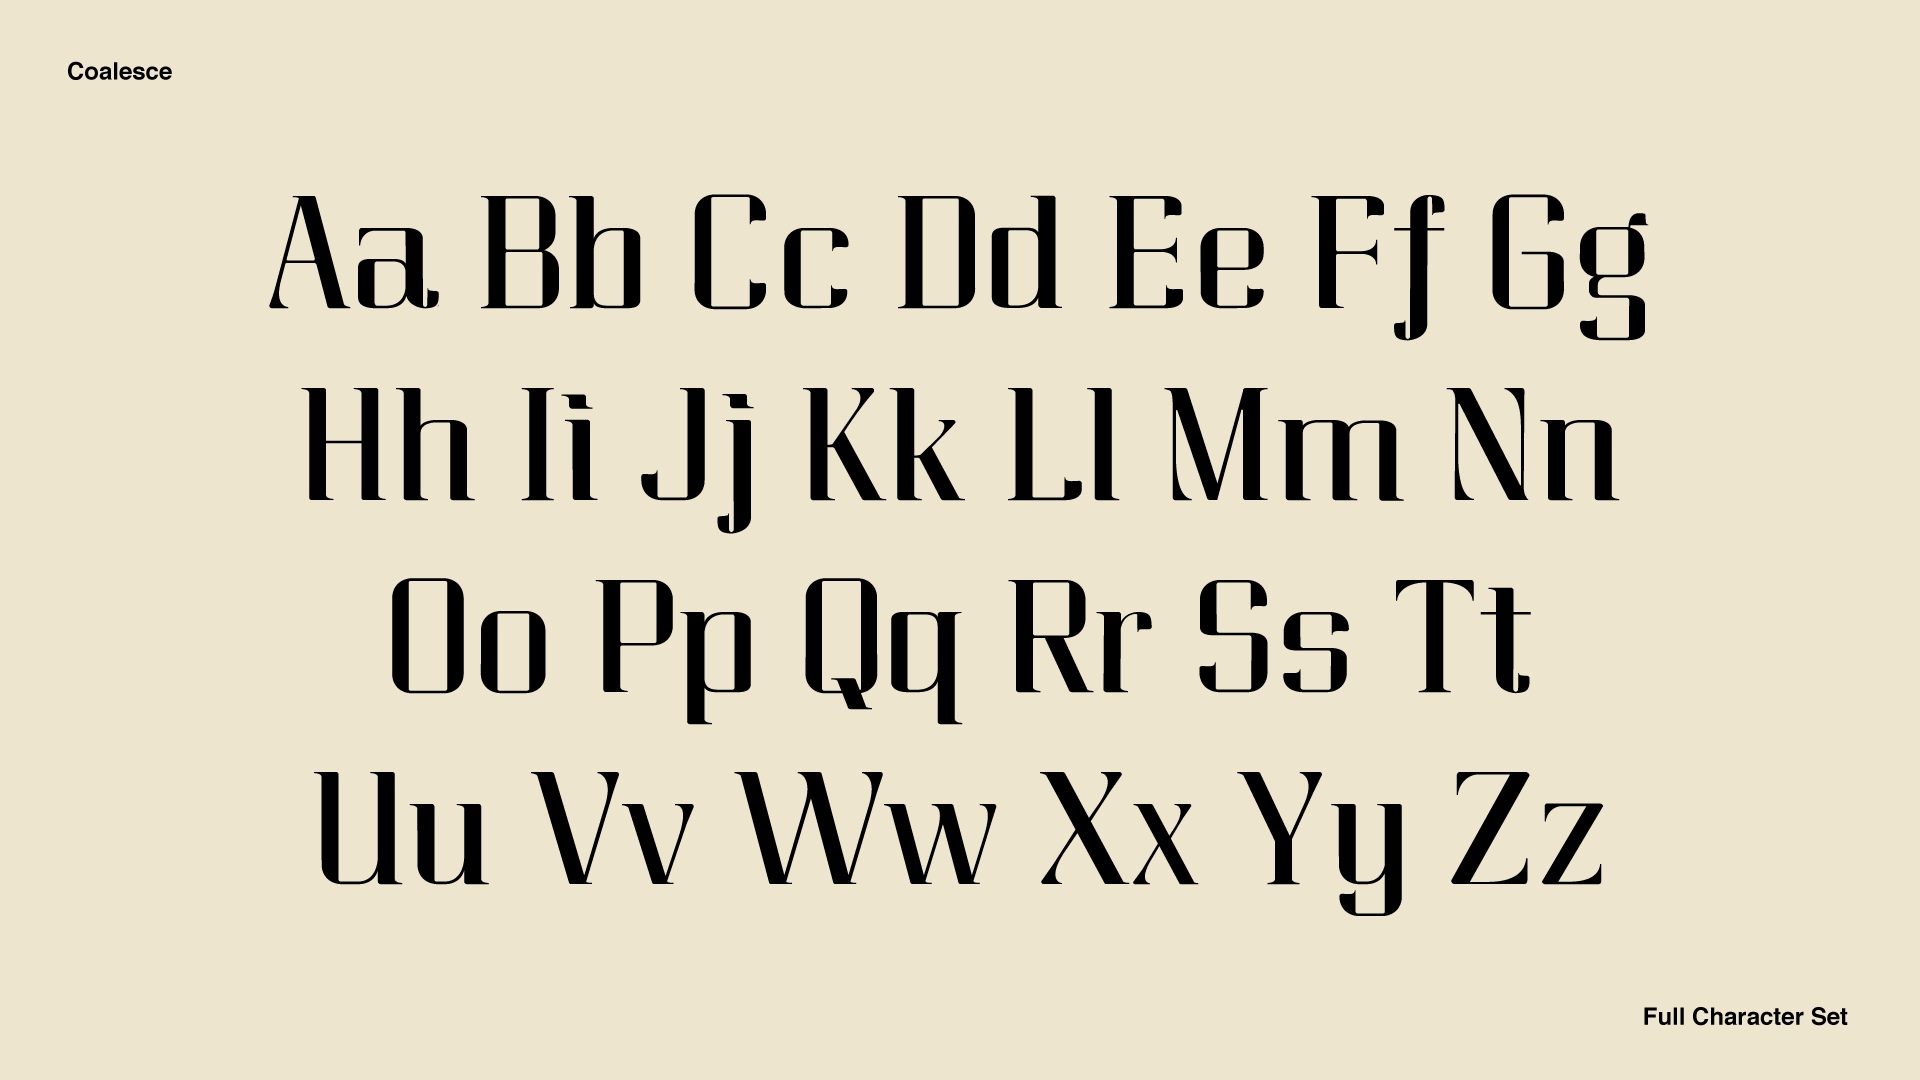 Coalesce
Aa Bb Cc Dd Ee Ff Gg
Hh Ii Jj Kk Ll Mm Nn
Oo Pp Qq Rr Ss Tt
Uu Vv Ww Xx Yy Zz
Full Character Set